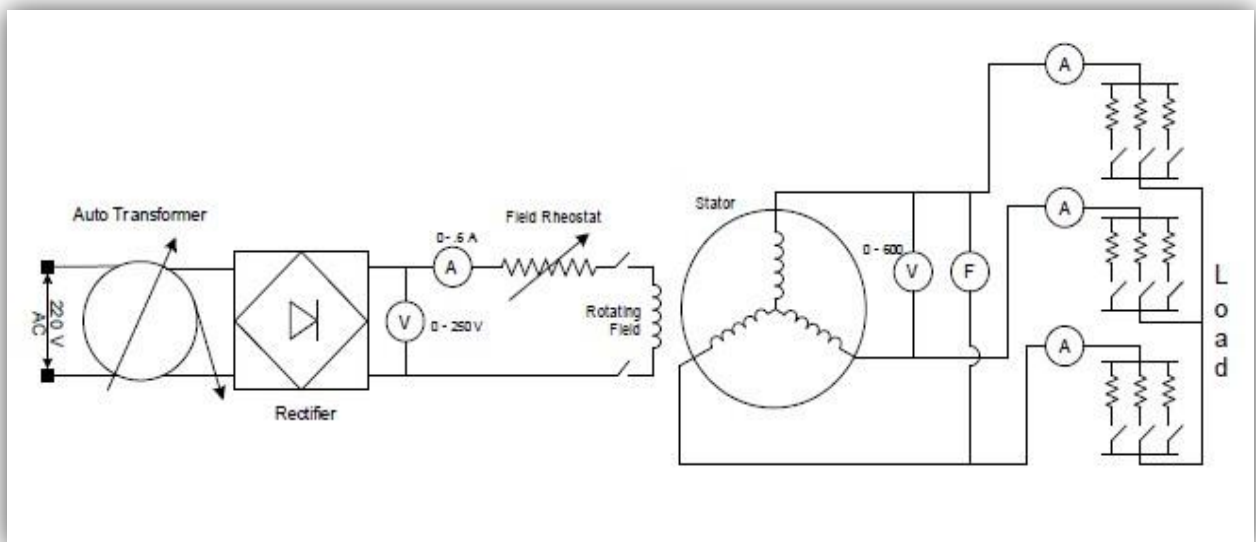 Auto Transformer
220 V
AC
Rectifier
0 - .5 A
A
V
0 - 250 V
Field Rheostat
Rotating
Field
Stator
0 - 600
V
F
A
A
A
L
o
a
d